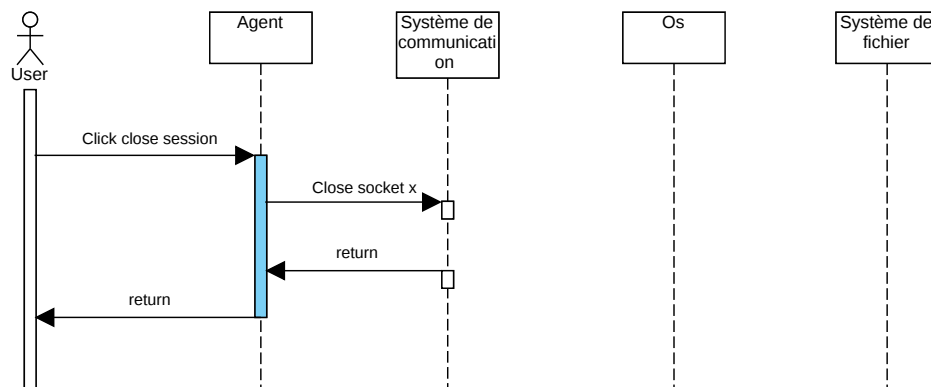 Agent
Système de
communicati
on
Os
Système de
fichier
User
Click close session
Close socket x
return
return